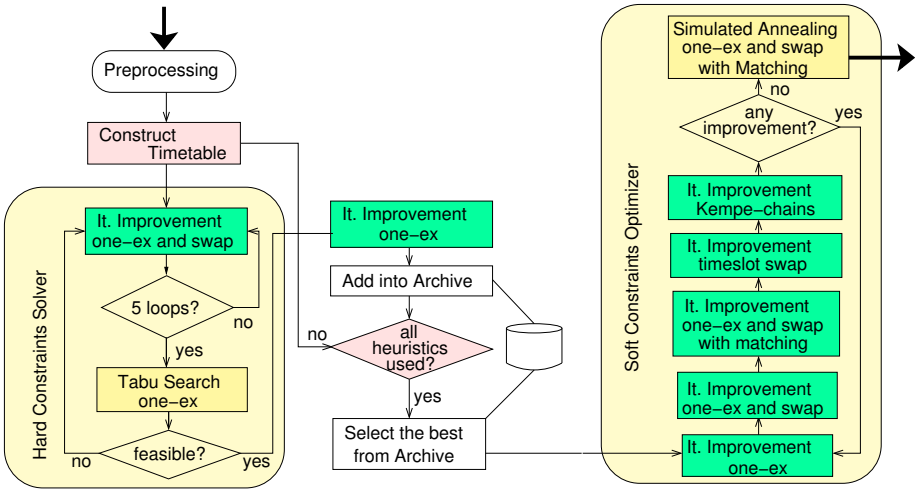 Preprocessing
Construct
Timetable
Hard Constraints Solver
It. Improvement
one-ex and swap
5 loops?
no
yes
Tabu Search
one-ex
feasible?
no
yes
It. Improvement
one-ex
Add into Archive
all
heuristics
used?
no
yes
Select the best
from Archive
Soft Constraints Optimizer
Simulated Annealing
one-ex and swap
with Matching
no
any
improvement?
yes
It. Improvement
Kempe-chains
It. Improvement
timeslot swap
It. Improvement
one-ex and swap
with matching
It. Improvement
one-ex and swap
It. Improvement
one-ex